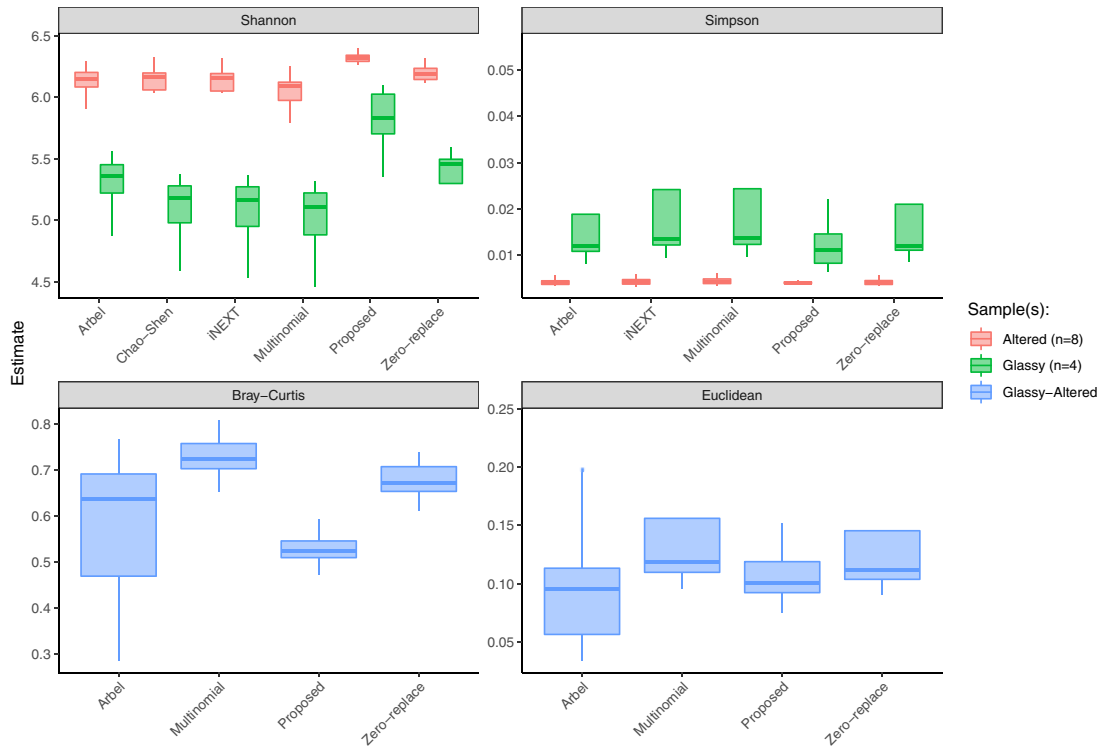 Shannon
Simpson
6.5
6.0
5.5
5.0
4.5
0.05
0.04
0.03
0.02
0.01
Arbel
Chao−Shen
iNEXT
Multinomial
Proposed
Zero−replace
Arbel
iNEXT
Multinomial
Proposed
Zero−replace
Estimate
Sample(s):
Altered (n=8)
Glassy (n=4)
Glassy−Altered
Bray−Curtis
Euclidean
0.8
0.7
0.6
0.5
0.4
0.3
0.25
0.20
0.15
0.10
0.05
Arbel
Multinomial
Proposed
Zero−replace
Arbel
Multinomial
Proposed
Zero−replace